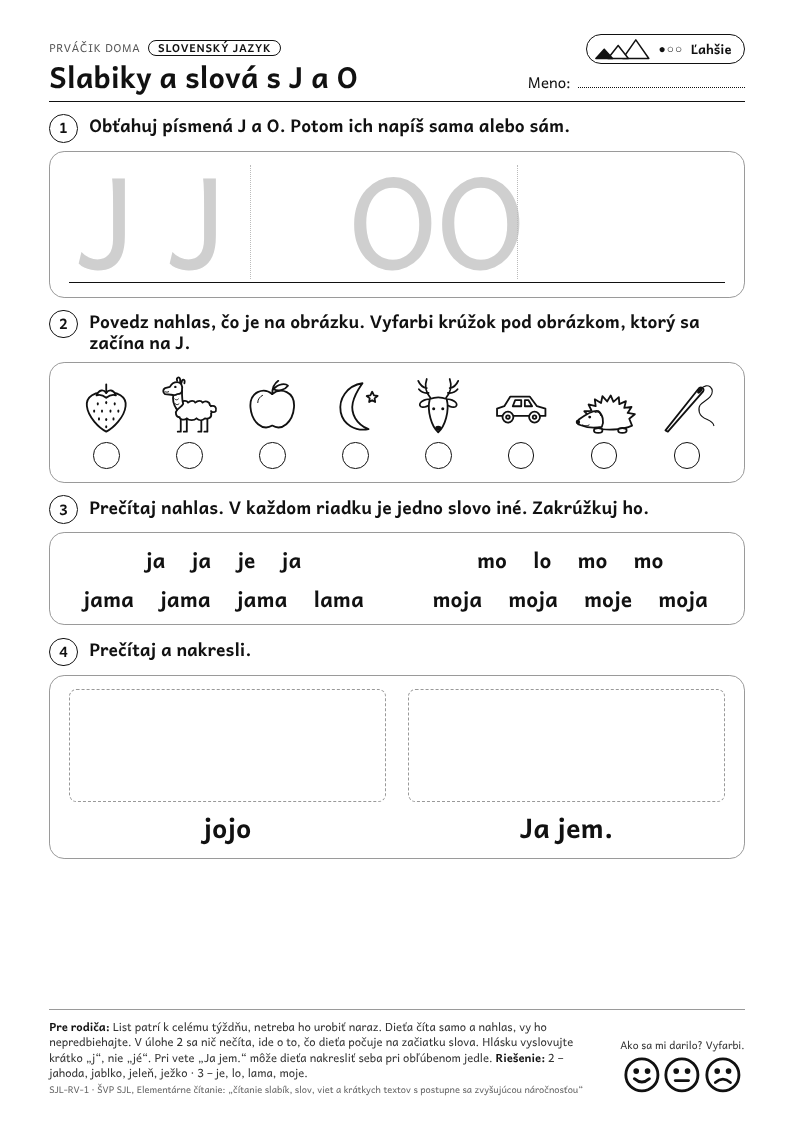 PRVÁČIK DOMA SLOVENSKÝ JAZYK
●○○ Ľahšie
Slabiky a slová s J a O
Meno:
1 Obťahuj písmená J a O. Potom ich napíš sama alebo sám.
J J O O
2 Povedz nahlas, čo je na obrázku. Vyfarbi krúžok pod obrázkom, ktorý sa
začína na J.
3 Prečítaj nahlas. V každom riadku je jedno slovo iné. Zakrúžkuj ho.
ja ja je ja mo lo mo mo
jama jama jama lama moja moja moje moja
4 Prečítaj a nakresli.
jojo Ja jem.
Pre rodiča: List patrí k celému týždňu, netreba ho urobiť naraz. Dieťa číta samo a nahlas, vy ho
nepredbiehajte. V úlohe 2 sa nič nečíta, ide o to, čo dieťa počuje na začiatku slova. Hlásku vyslovujte
krátko „j“, nie „jé“. Pri vete „Ja jem.“ môže dieťa nakresliť seba pri obľúbenom jedle. Riešenie: 2 –
jahoda, jablko, jeleň, ježko · 3 – je, lo, lama, moje.
SJL-RV-1 · ŠVP SJL, Elementárne čítanie: „čítanie slabík, slov, viet a krátkych textov s postupne sa zvyšujúcou náročnosťou“
Ako sa mi darilo? Vyfarbi.